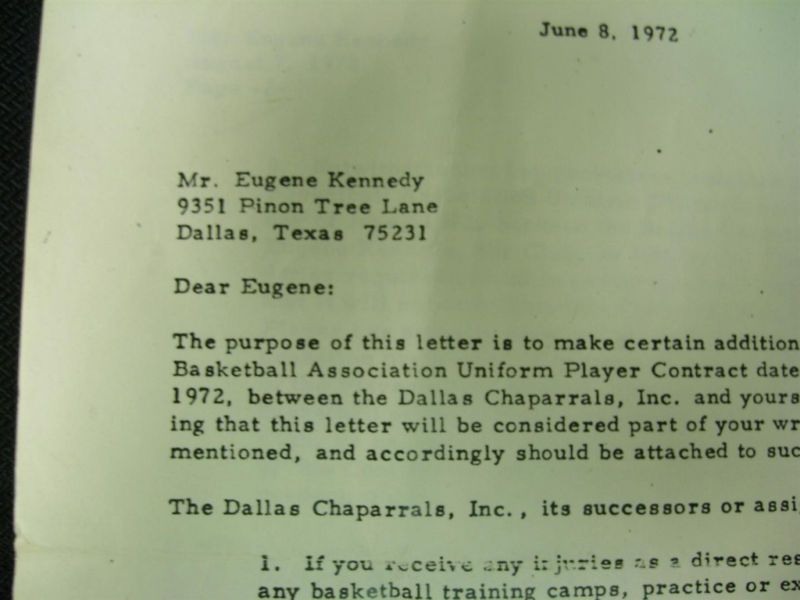 June 8, 1972
Mr. Eugene Kennedy
9351 Pinon Tree Lane
Dallas, Texas 75231
Dear Eugene:
The purpose of this letter is to make certain addition
Basketball Association Uniform Player Contract date
1972, between the Dallas Chaparrals, Inc. and yours
ing that this letter will be considered part of your wr
mentioned, and accordingly should be attached to suc
The Dallas Chaparrals, Inc., its successors or assi
1. If you receive any injuries as a direct res
any basketball training camps, practice or ex